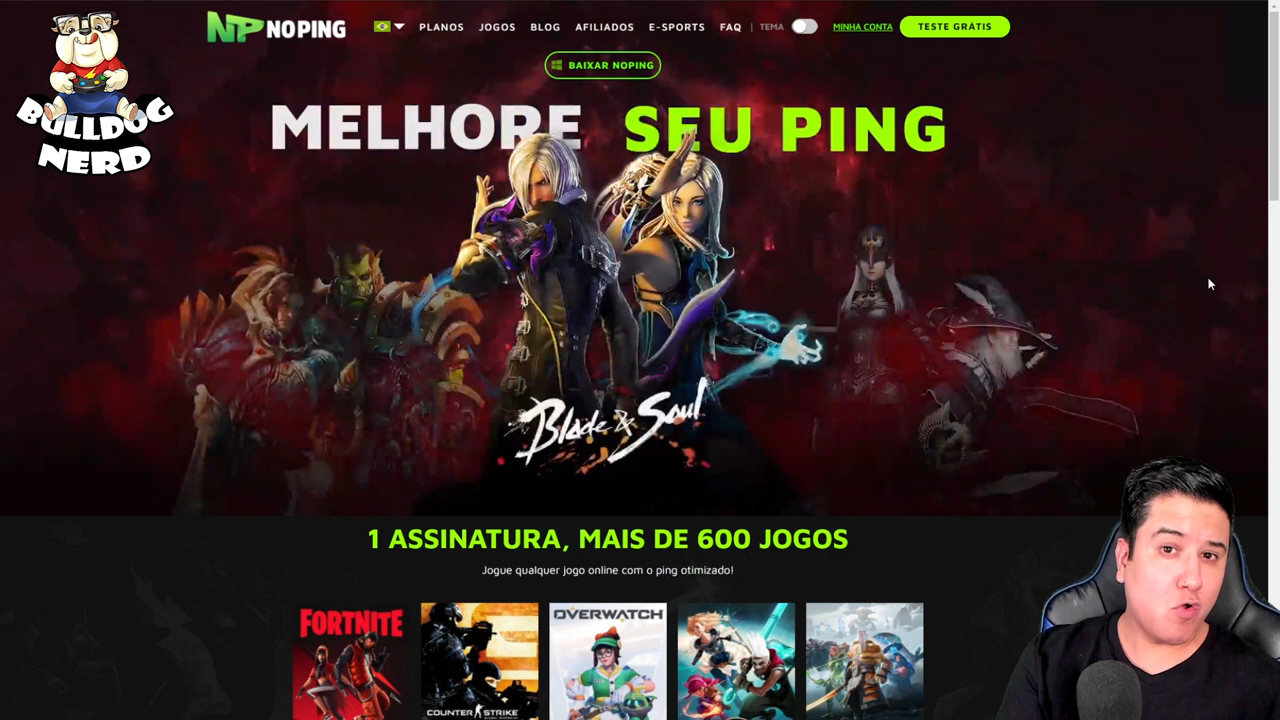 BULLDOG
NERD
NP NOPING
PLANOS JOGOS BLOG AFILIADOS E-SPORTS FAQ | TEMA MINHA CONTA TESTE GRÁTIS
BAIXAR NOPING
MELHORE SEU PING
Blade & Soul
1 ASSINATURA, MAIS DE 600 JOGOS
Jogue qualquer jogo online com o ping otimizado!
FORTNITE
OVERWATCH
COUNTER STRIKE